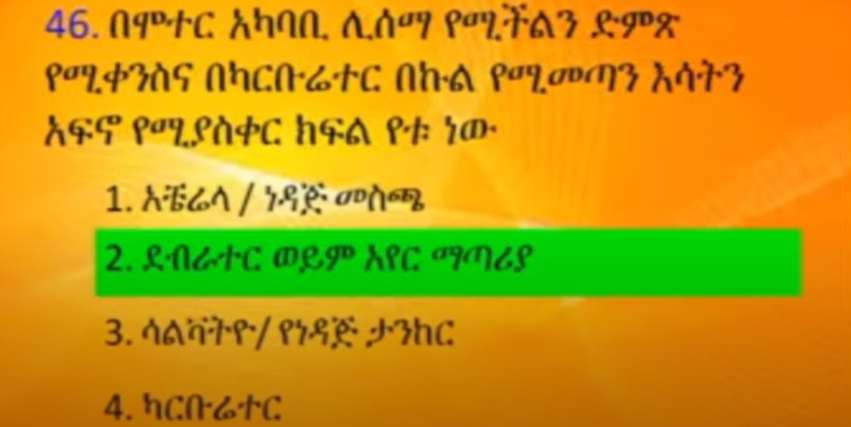 46. በሞተር አካባቢ ሊሰማ የሚችልን ድምጽ
የሚቀንስና በካርቡሬተር በኩል የሚመጣን እሳትን
አፍኖ የሚያስቀር ክፍል የቱ ነው
1. አቼሬላ / ነዳጅ መስጫ
2. ደብራተር ወይም አየር ማጣሪያ
3. ሳልቫትዮ/ የነዳጅ ታንከር
4. ካርቡሬተር